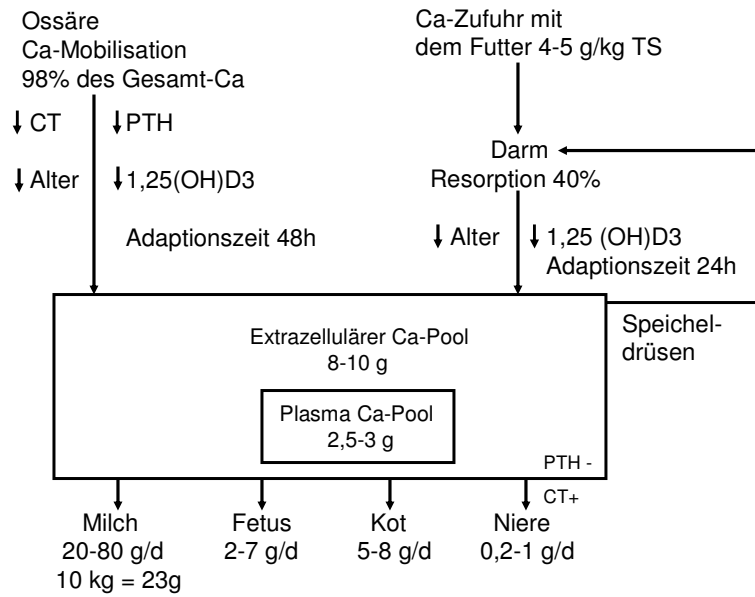 Ossäre
Ca-Mobilisation
98% des Gesamt-Ca
↓ CT ↓ PTH
↓ Alter ↓ 1,25(OH)D3
Adaptionszeit 48h
Ca-Zufuhr mit
dem Futter 4-5 g/kg TS
Darm
Resorption 40%
↓ Alter ↓ 1,25 (OH)D3
Adaptionszeit 24h
Speichel-
drüsen
Extrazellulärer Ca-Pool
8-10 g
Plasma Ca-Pool
2,5-3 g
PTH -
CT+
Milch
20-80 g/d
10 kg = 23g
Fetus
2-7 g/d
Kot
5-8 g/d
Niere
0,2-1 g/d